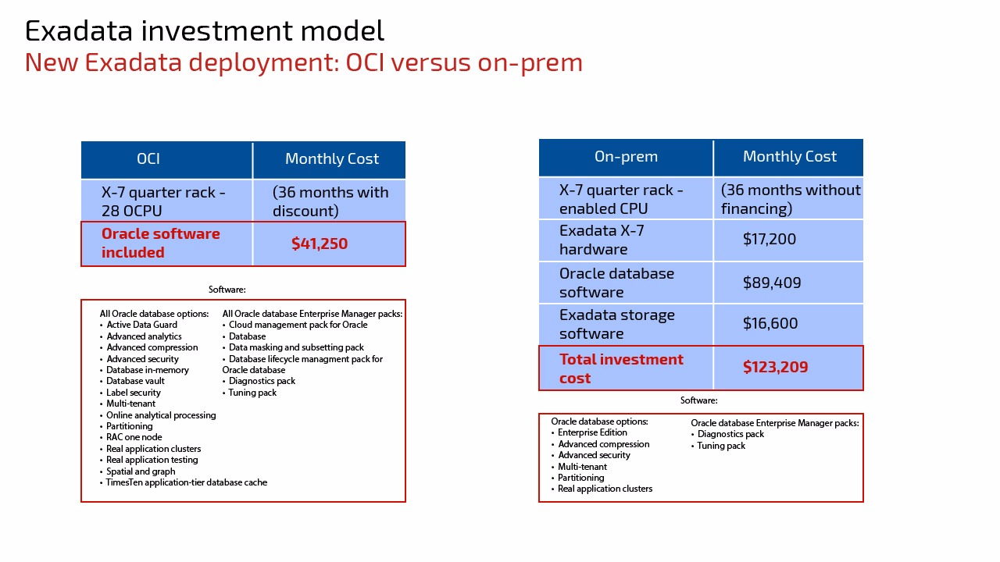 Exadata investment model
New Exadata deployment: OCI versus on-prem
OCI
Monthly Cost
X-7 quarter rack -
28 OCPU
(36 months with
discount)
Oracle software
included
$41,250
Software:
All Oracle database options:
• Active Data Guard
• Advanced analytics
• Advanced compression
• Advanced security
• Database in-memory
• Database vault
• Label security
• Multi-tenant
• Online analytical processing
• Partitioning
• RAC one node
• Real application clusters
• Real application testing
• Spatial and graph
• TimesTen application-tier database cache
All Oracle database Enterprise Manager packs:
• Cloud management pack for Oracle
• Database
• Data masking and subsetting pack
• Database lifecycle managment pack for
Oracle database
• Diagnostics pack
• Tuning pack
On-prem
Monthly Cost
X-7 quarter rack -
enabled CPU
(36 months without
financing)
Exadata X-7
hardware
$17,200
Oracle database
software
$89,409
Exadata storage
software
$16,600
Total investment
cost
$123,209
Software:
Oracle database options:
• Enterprise Edition
• Advanced compression
• Advanced security
• Multi-tenant
• Partitioning
• Real application clusters
Oracle database Enterprise Manager packs:
• Diagnostics pack
• Tuning pack